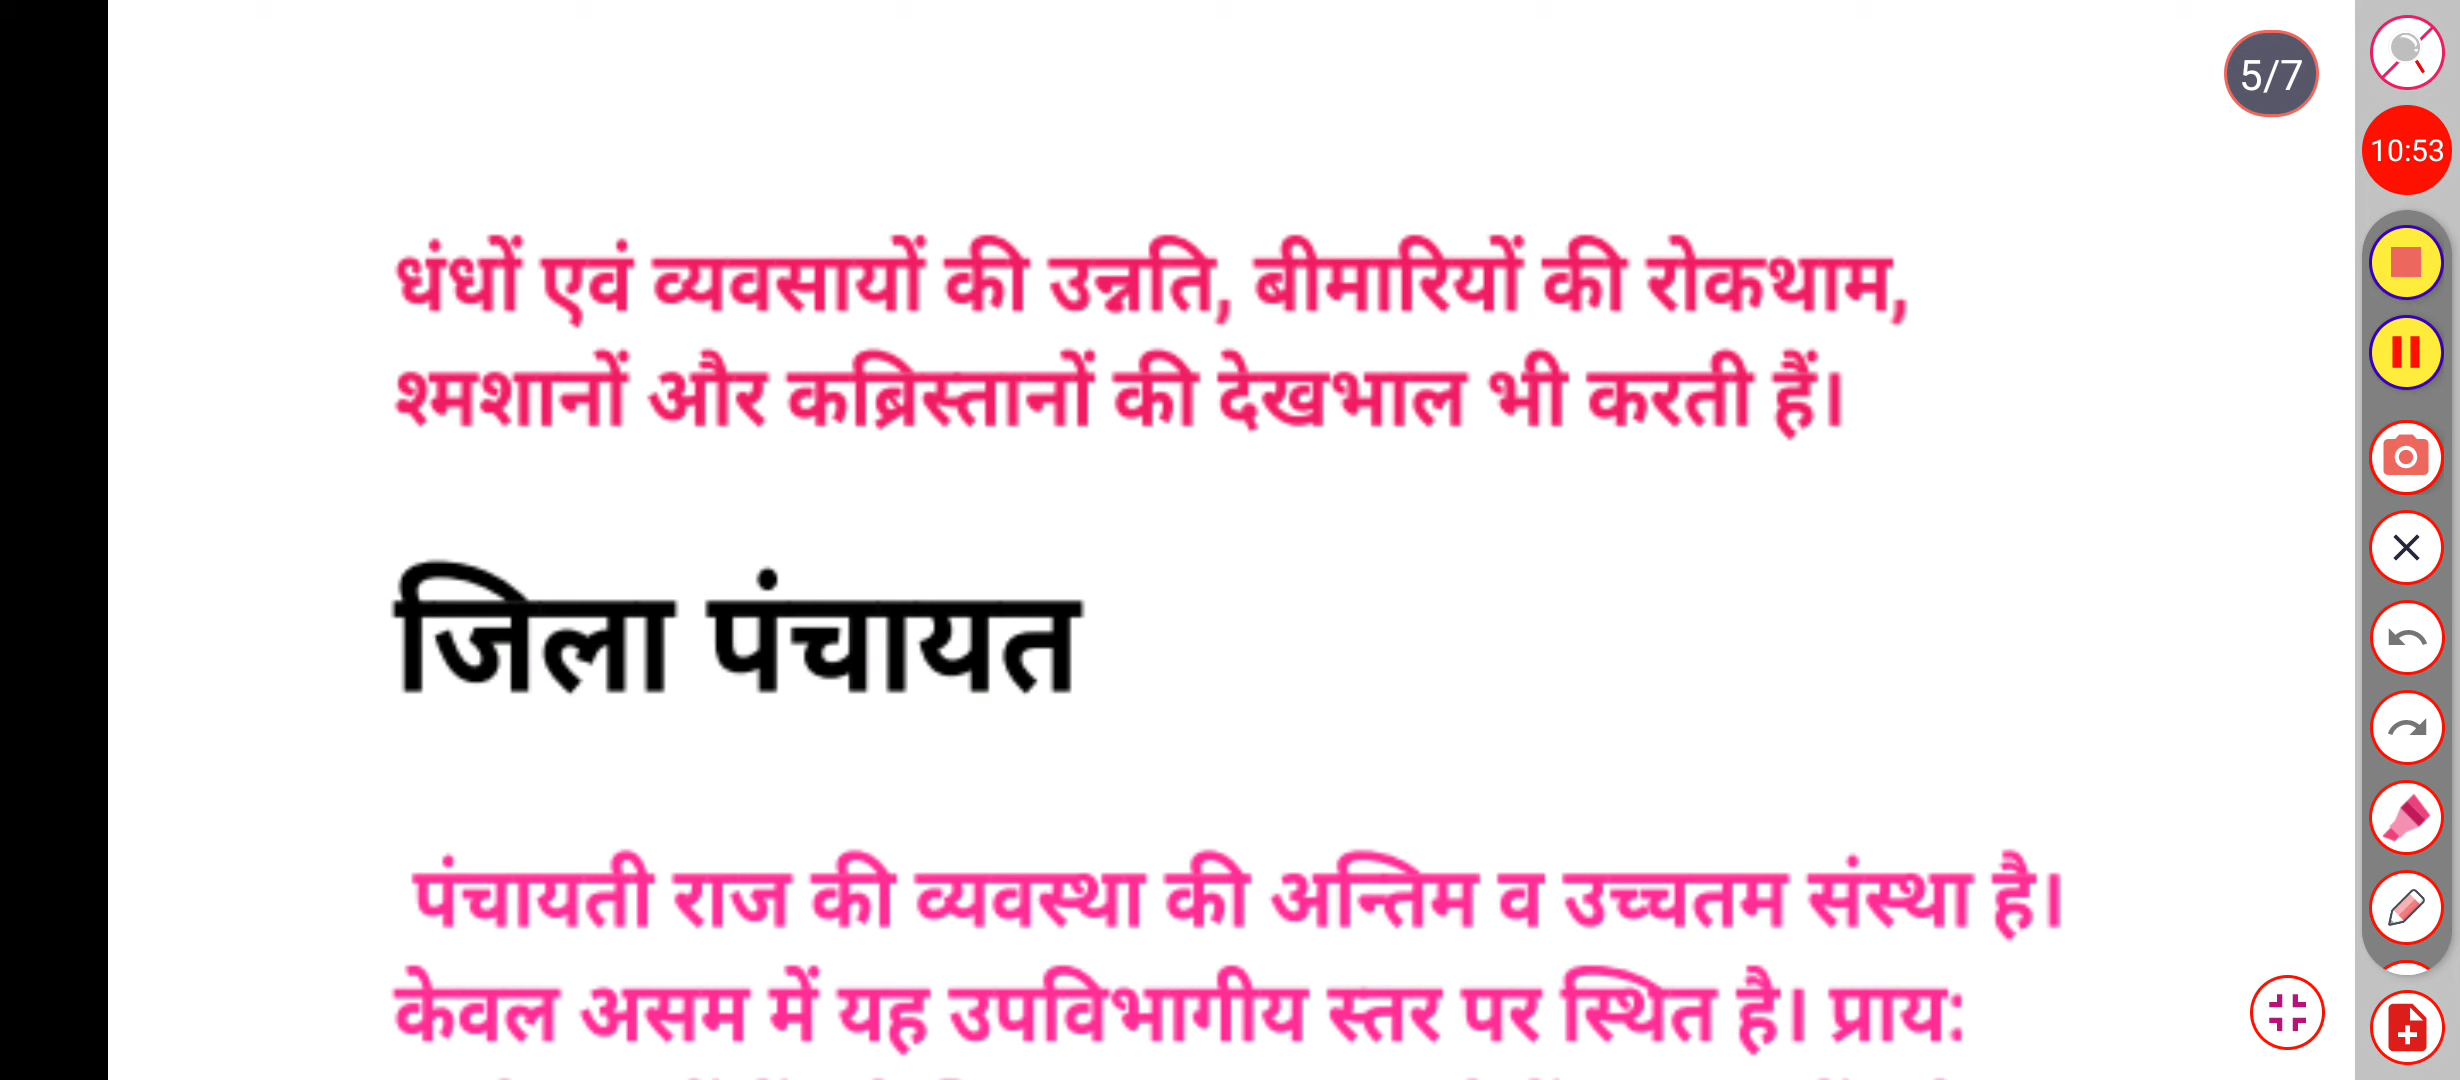 5/7
10:53
धंधों एवं व्यवसायों की उन्नति, बीमारियों की रोकथाम,
श्मशानों और कब्रिस्तानों की देखभाल भी करती हैं।
जिला पंचायत
पंचायती राज की व्यवस्था की अन्तिम व उच्चतम संस्था है।
केवल असम में यह उपविभागीय स्तर पर स्थित है। प्राय: